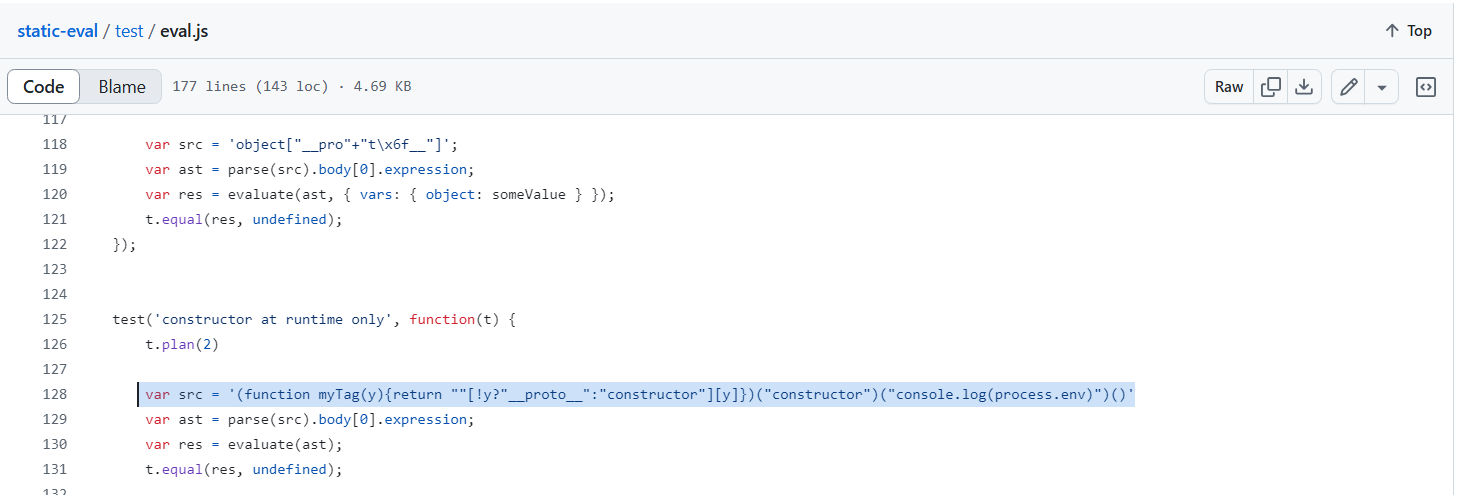 static-eval / test / eval.js
Top
Code Blame 177 lines (143 loc) · 4.69 KB
Raw
117
118 var src = 'object["__pro"+"t\x6f__"]';
119 var ast = parse(src).body[0].expression;
120 var res = evaluate(ast, { vars: { object: someValue } });
121 t.equal(res, undefined);
122 });
123
124
125 test('constructor at runtime only', function(t) {
126 t.plan(2)
127
128 var src = '(function myTag(y){return ""[!y?"__proto__":"constructor"][y]})("constructor")("console.log(process.env)")()'
129 var ast = parse(src).body[0].expression;
130 var res = evaluate(ast);
131 t.equal(res, undefined);
132